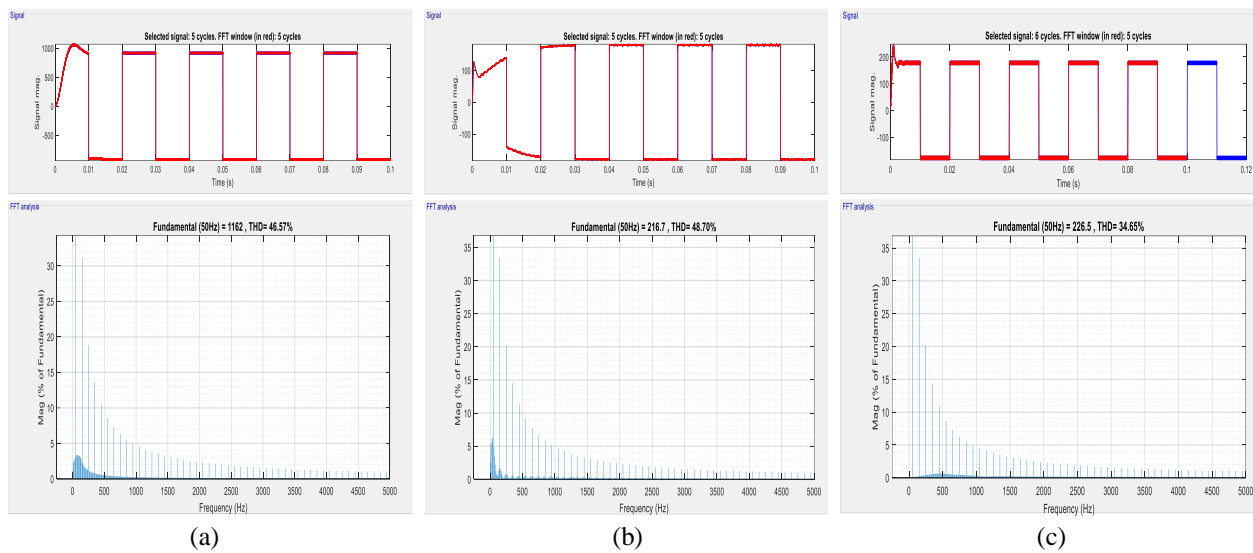 Signal
Selected signal: 5 cycles. FFT window (in red): 5 cycles
1000
500
0
-500
Signal mag.
0 0.01 0.02 0.03 0.04 0.05 0.06 0.07 0.08 0.09 0.1
Time (s)
FFT analysis
Fundamental (50Hz) = 1162 , THD= 46.57%
30
25
20
15
10
5
0
Mag (% of Fundamental)
0 500 1000 1500 2000 2500 3000 3500 4000 4500 5000
Frequency (Hz)
(a)
Signal
Selected signal: 5 cycles. FFT window (in red): 5 cycles
100
0
-100
Signal mag.
0 0.01 0.02 0.03 0.04 0.05 0.06 0.07 0.08 0.09 0.1
Time (s)
FFT analysis
Fundamental (50Hz) = 216.7 , THD= 48.70%
35
30
25
20
15
10
5
0
Mag (% of Fundamental)
0 500 1000 1500 2000 2500 3000 3500 4000 4500 5000
Frequency (Hz)
(b)
Signal
Selected signal: 6 cycles. FFT window (in red): 5 cycles
200
100
0
-100
Signal mag.
0 0.02 0.04 0.06 0.08 0.1 0.12
Time (s)
FFT analysis
Fundamental (50Hz) = 226.5 , THD= 34.65%
35
30
25
20
15
10
5
0
Mag (% of Fundamental)
0 500 1000 1500 2000 2500 3000 3500 4000 4500 5000
Frequency (Hz)
(c)